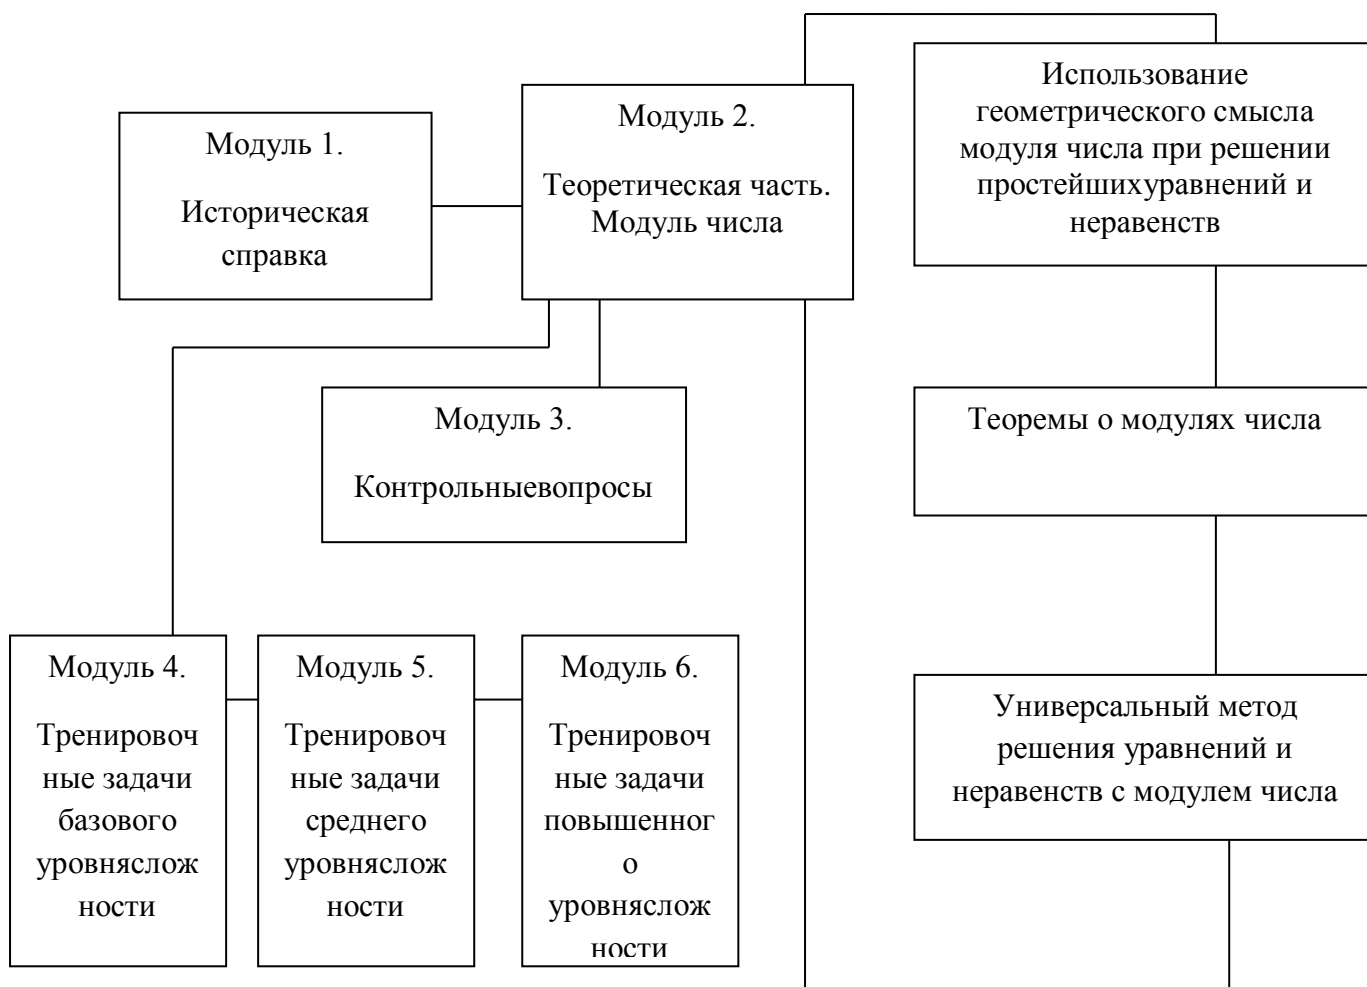 Модуль 1.
Историческая
справка
Модуль 2.
Теоретическая часть.
Модуль числа
Использование
геометрического смысла
модуля числа при решении
простейшихуравнений и
неравенств
Модуль 3.
Контрольныевопросы
Теоремы о модулях числа
Модуль 4.
Тренировоч
ные задачи
базового
уровняслож
ности
Модуль 5.
Тренировоч
ные задачи
среднего
уровняслож
ности
Модуль 6.
Тренировоч
ные задачи
повышенног
о
уровняслож
ности
Универсальный метод
решения уравнений и
неравенств с модулем числа